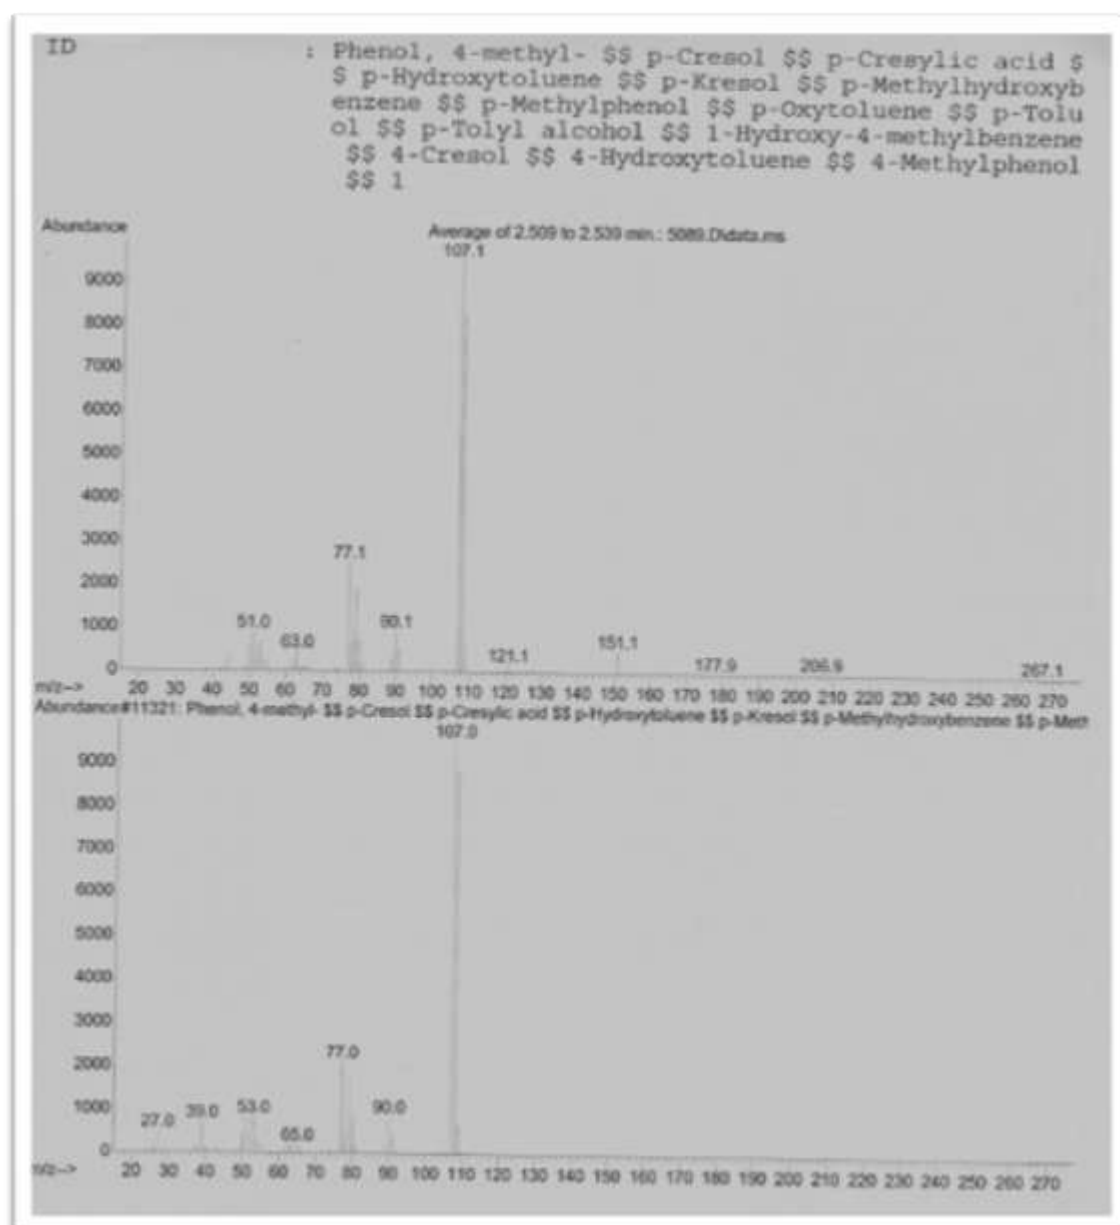 ID : Phenol, 4-methyl- $$ p-Cresol $$ p-Cresylic acid $
$ p-Hydroxytoluene $$ p-Kresol $$ p-Methylhydroxyb
enzene $$ p-Methylphenol $$ p-Oxytoluene $$ p-Tolu
ol $$ p-Tolyl alcohol $$ 1-Hydroxy-4-methylbenzene
$$ 4-Cresol $$ 4-Hydroxytoluene $$ 4-Methylphenol
$$ 1
Abundance
Average of 2.509 to 2.539 min.: 5089.D\data.ms
107.1
9000
8000
7000
6000
5000
4000
3000
77.1
2000
1000
51.0 63.0 90.1
121.1 151.1 177.9 206.9 267.1
0
m/z--> 20 30 40 50 60 70 80 90 100 110 120 130 140 150 160 170 180 190 200 210 220 230 240 250 260 270
Abundance #11321: Phenol, 4-methyl- $$ p-Cresol $$ p-Cresylic acid $$ p-Hydroxytoluene $$ p-Kresol $$ p-Methylhydroxybenzene $$ p-Meth
107.0
9000
8000
7000
6000
5000
4000
3000
2000
77.0
1000
27.0 39.0 53.0 65.0 90.0
0
m/z--> 20 30 40 50 60 70 80 90 100 110 120 130 140 150 160 170 180 190 200 210 220 230 240 250 260 270